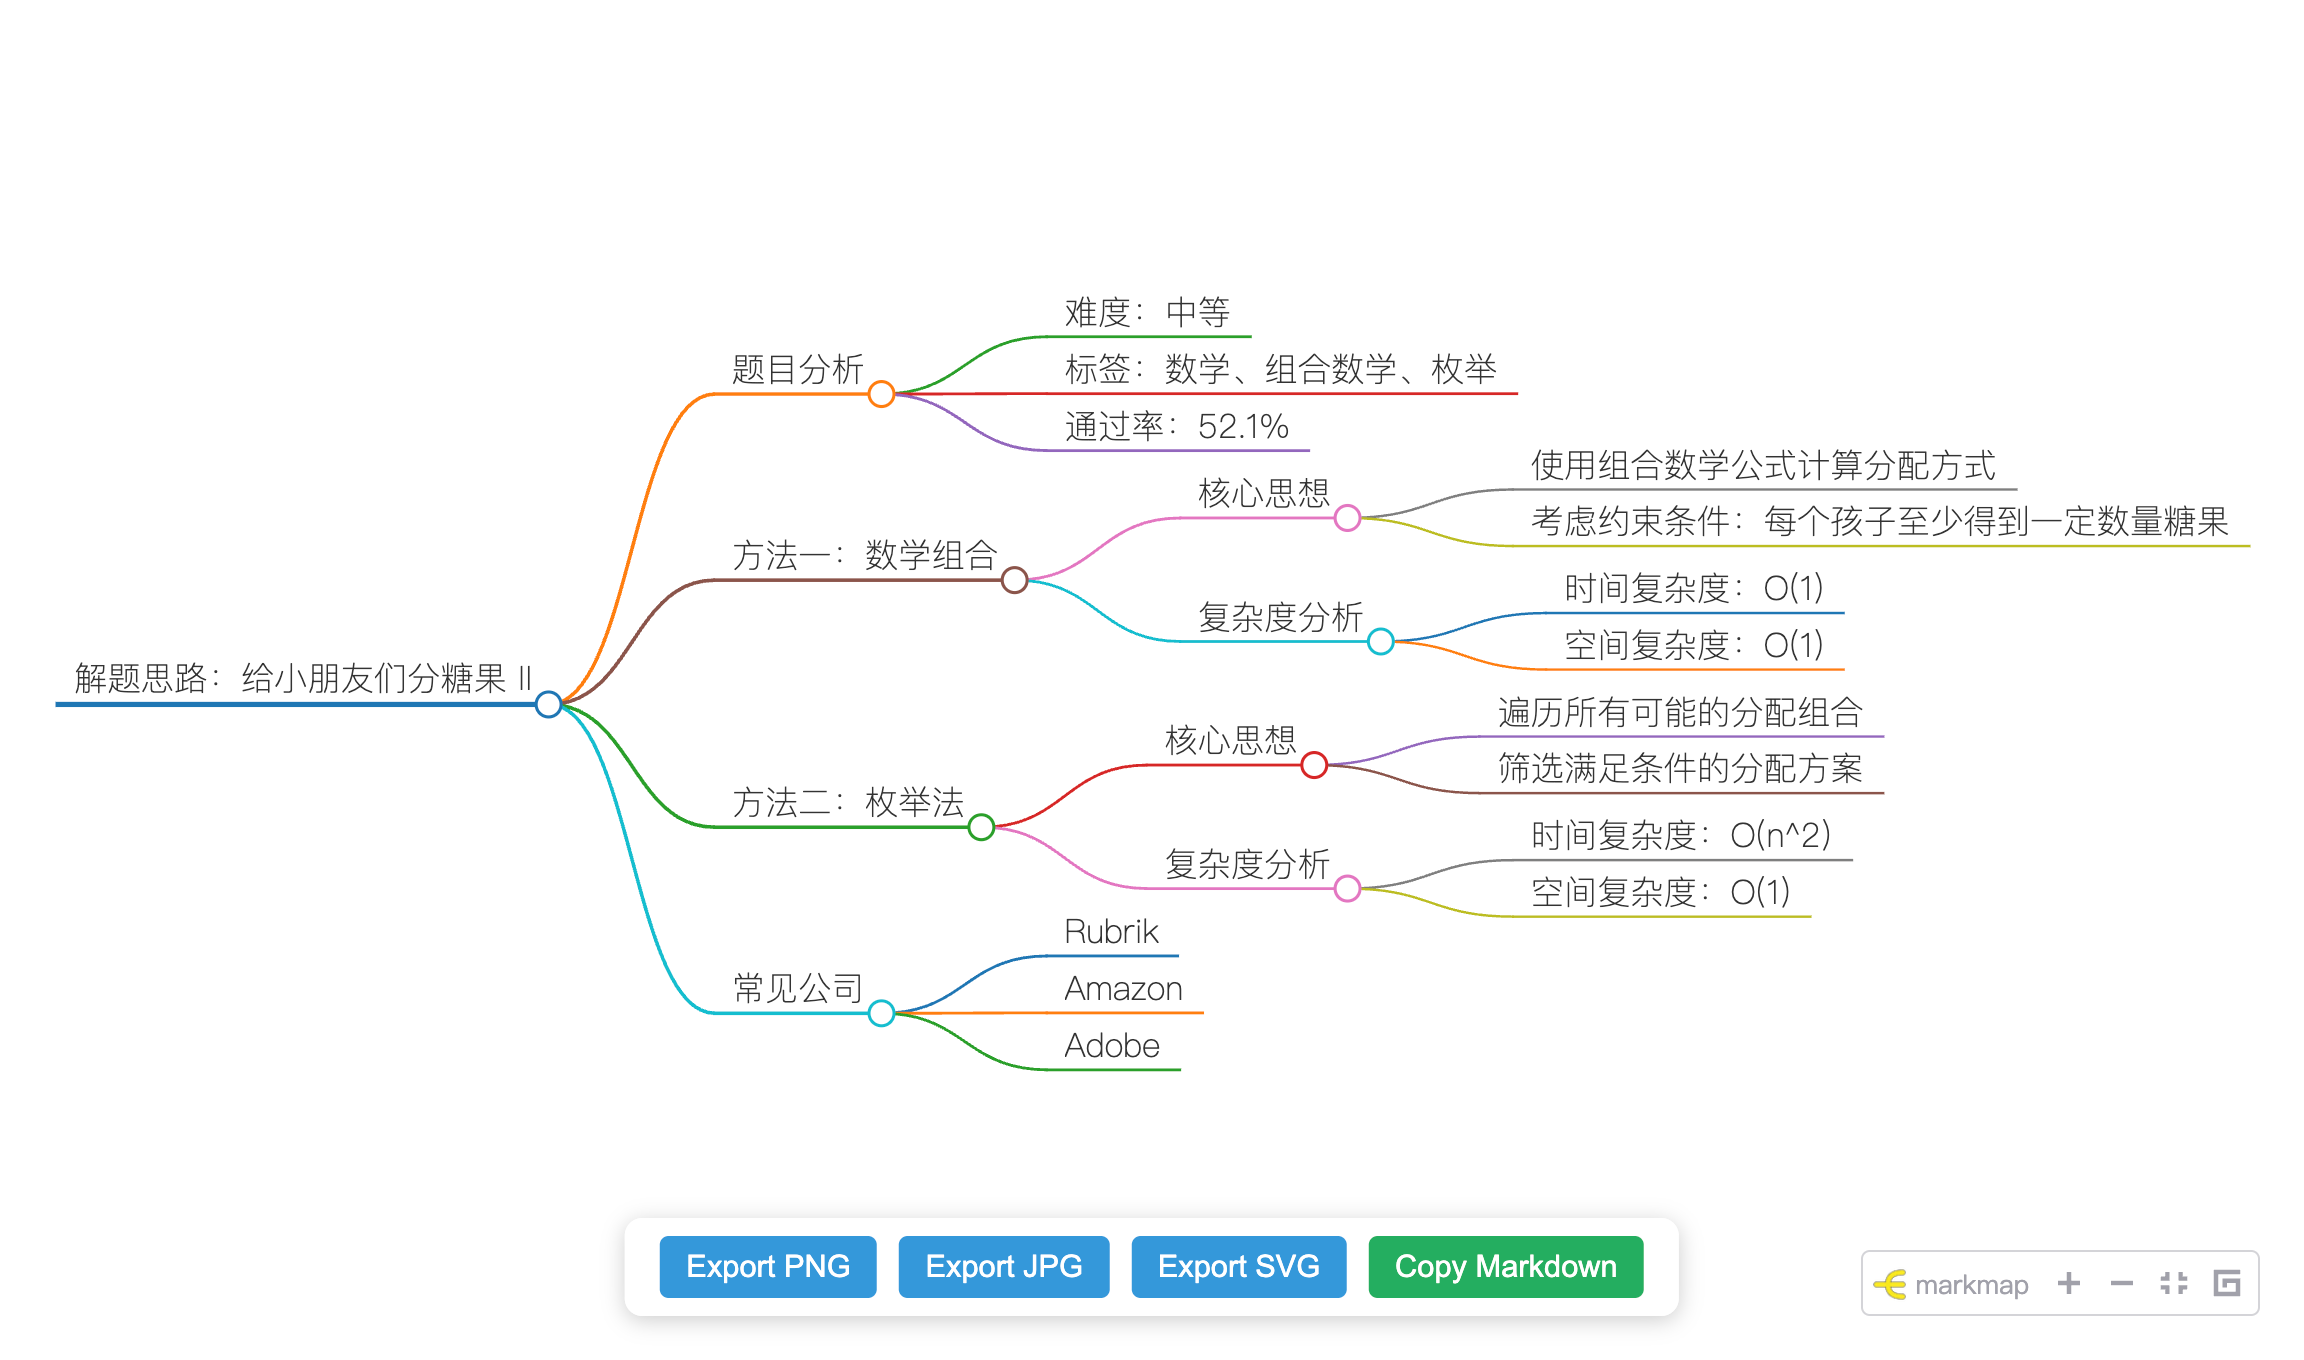 解题思路：给小朋友们分糖果 II
题目分析
难度：中等
标签：数学、组合数学、枚举
通过率：52.1%
方法一：数学组合
核心思想
使用组合数学公式计算分配方式
考虑约束条件：每个孩子至少得到一定数量糖果
复杂度分析
时间复杂度：O(1)
空间复杂度：O(1)
方法二：枚举法
核心思想
遍历所有可能的分配组合
筛选满足条件的分配方案
复杂度分析
时间复杂度：O(n^2)
空间复杂度：O(1)
常见公司
Rubrik
Amazon
Adobe
Export PNG
Export JPG
Export SVG
Copy Markdown
markmap